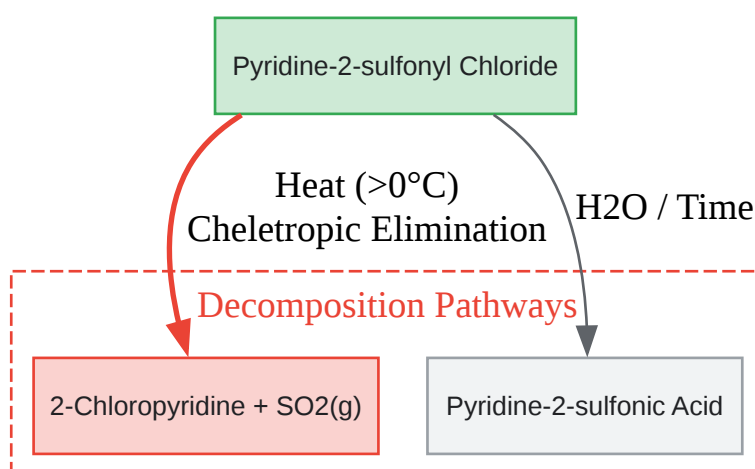 Pyridine-2-sulfonyl Chloride
Heat (>0°C)
Cheletropic Elimination
H2O / Time
Decomposition Pathways
2-Chloropyridine + SO2(g)
Pyridine-2-sulfonic Acid